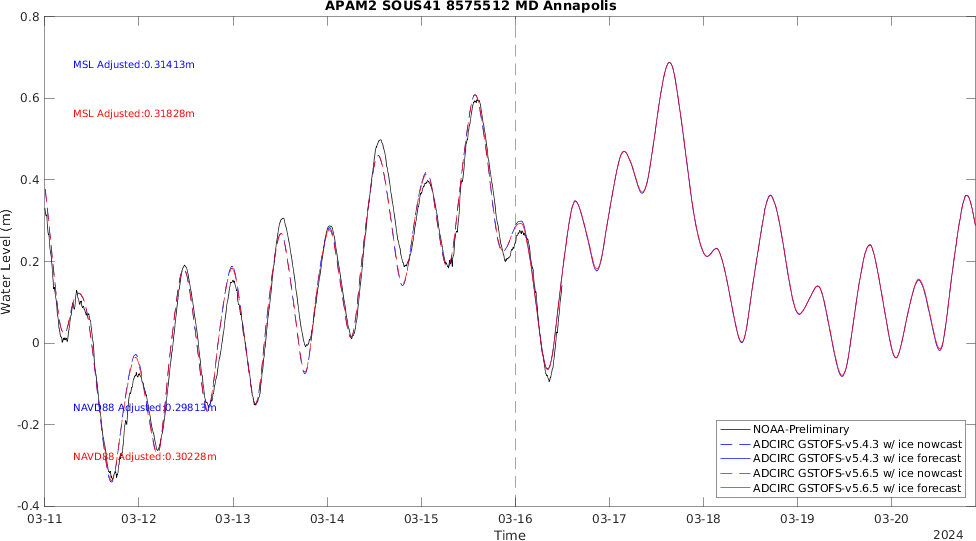 APAM2 SOUS41 8575512 MD Annapolis
0.8
0.6
0.4
0.2
0
-0.2
-0.4
Water Level (m)
MSL Adjusted:0.31413m
MSL Adjusted:0.31828m
NAVD88 Adjusted:0.29813m
NAVD88 Adjusted:0.30228m
NOAA-Preliminary
ADCIRC GSTOFS-v5.4.3 w/ ice nowcast
ADCIRC GSTOFS-v5.4.3 w/ ice forecast
ADCIRC GSTOFS-v5.6.5 w/ ice nowcast
ADCIRC GSTOFS-v5.6.5 w/ ice forecast
03-11 03-12 03-13 03-14 03-15 03-16 03-17 03-18 03-19 03-20
Time
2024